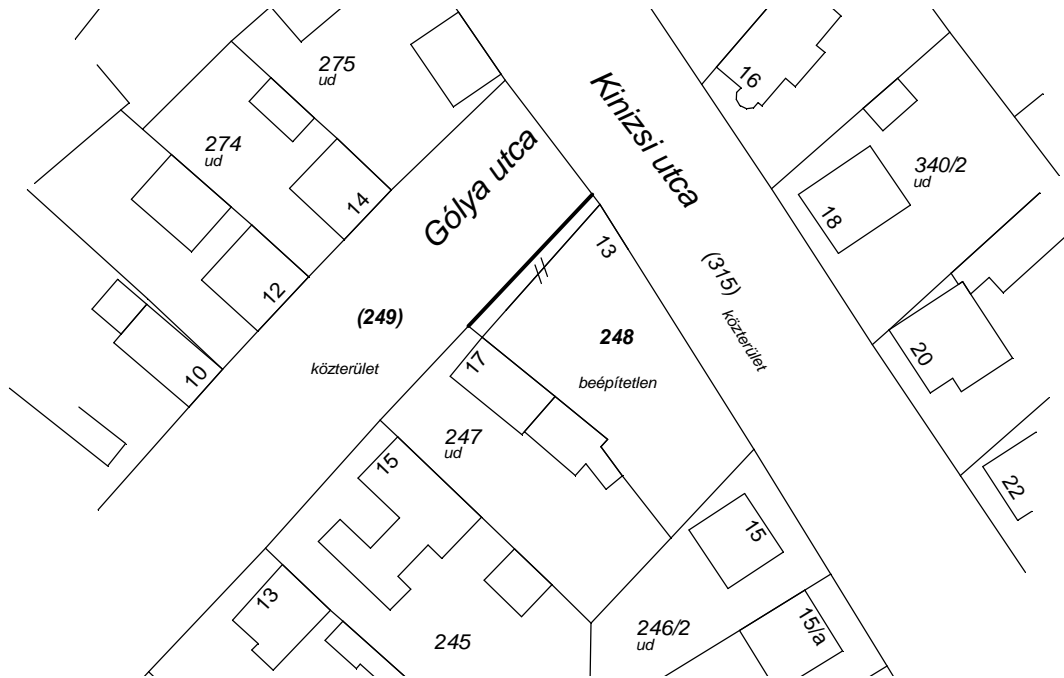 275
ud
274
ud
14
12
10
Gólya utca
Kinizsi utca
16
340/2
ud
18
20
22
(315)
közterület
(249)
közterület
13
248
beépítetlen
17
247
ud
15
13
245
15
246/2
ud
15/a